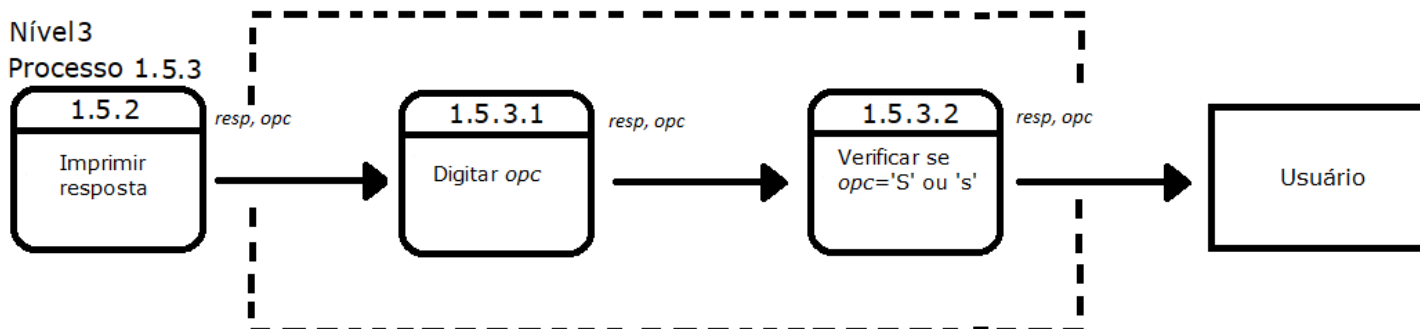 Nível3
Processo 1.5.3
1.5.2
Imprimir
resposta
resp, opc
1.5.3.1
Digitar opc
resp, opc
1.5.3.2
Verificar se
opc='S' ou 's'
resp, opc
Usuário